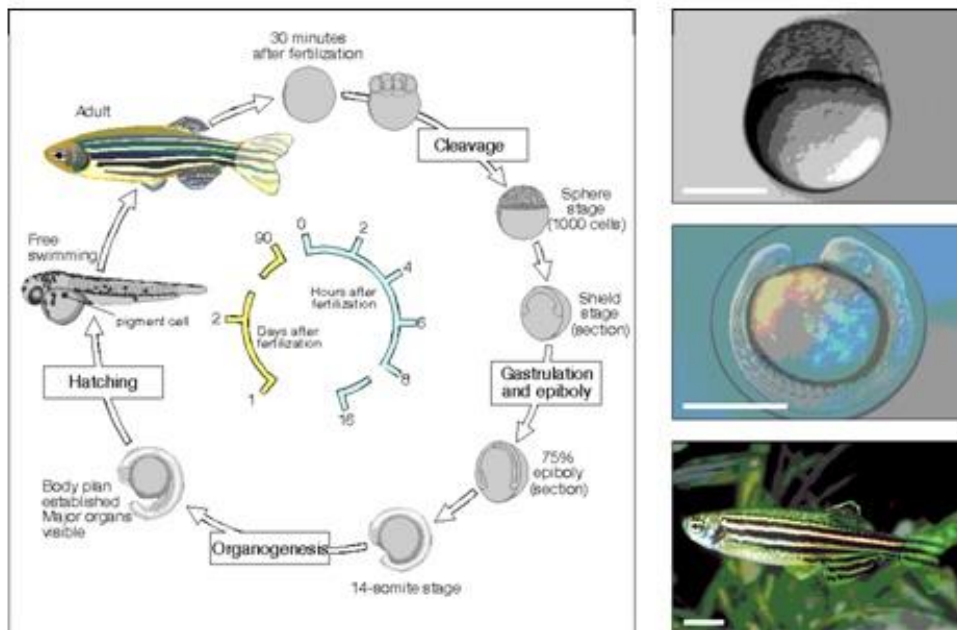 30 minutes
after fertilization
Adult
Cleavage
Sphere
stage
(1000 cells)
Free
swimming
pigment cell
0
2
4
6
8
16
Hours after
fertilization
90
2
1
Days after
fertilization
Shield
stage
(section)
Hatching
Gastrulation
and epiboly
75%
epiboly
(section)
Body plan
established
Major organs
visible
Organogenesis
14-somite stage